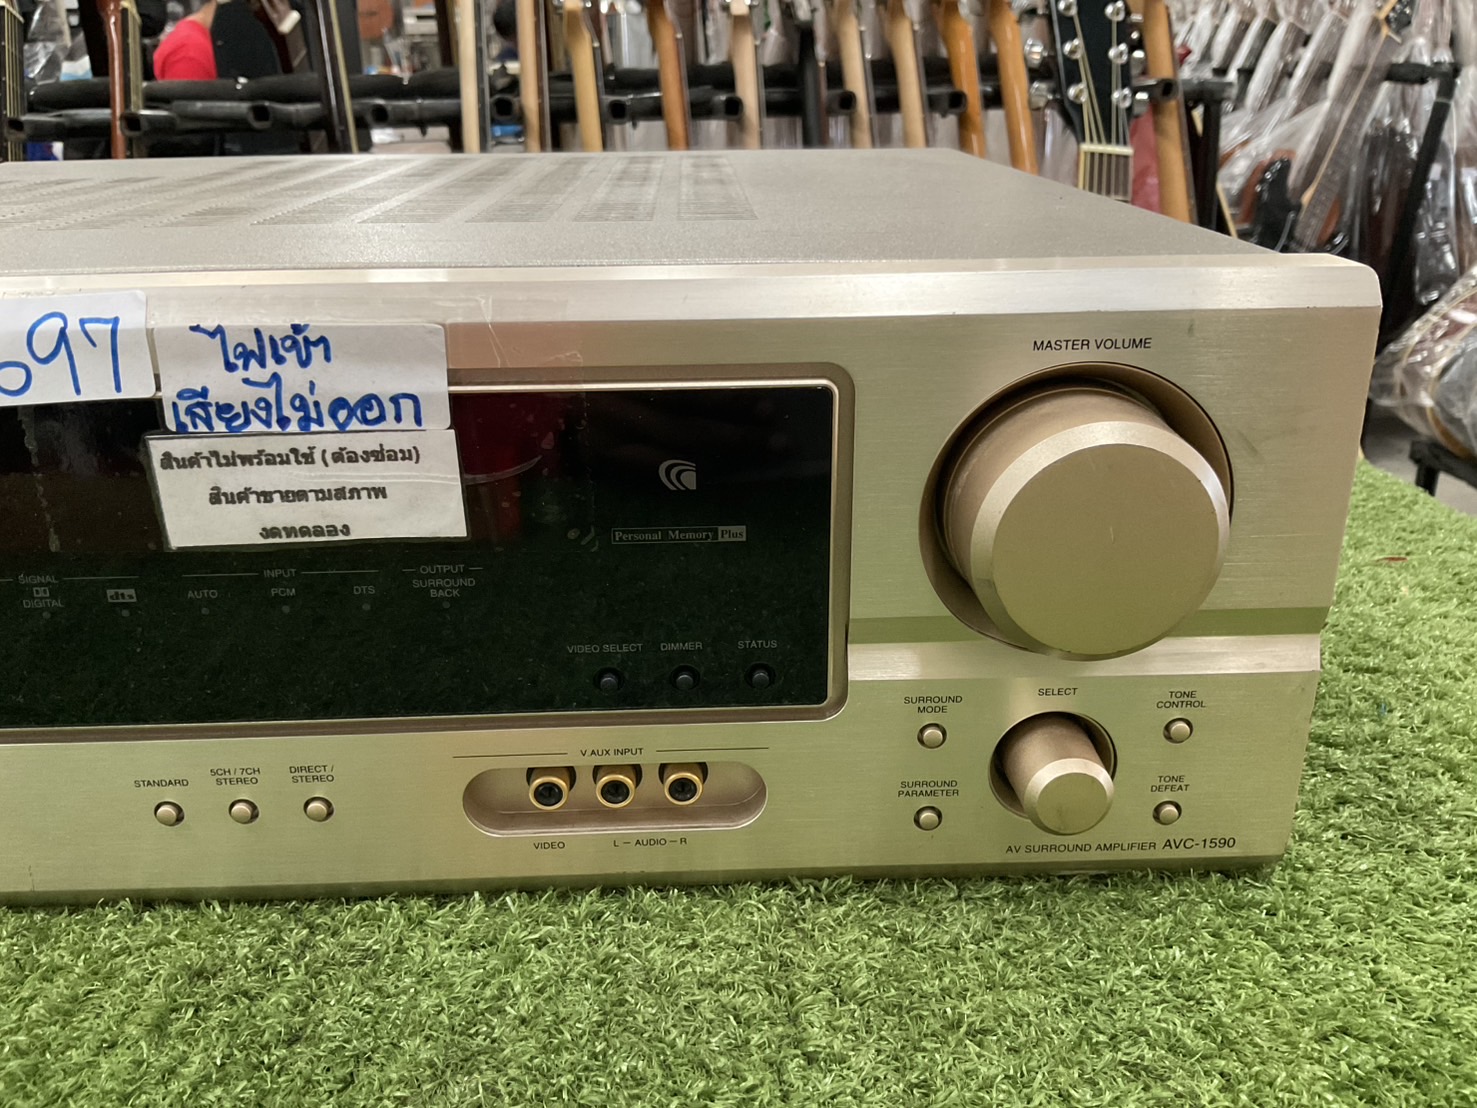 097
ไฟเข้า
เสียงไม่ออก
สินค้าไม่พร้อมใช้ (ต้องซ่อม)
สินค้าขายตามสภาพ
งดทดลอง
MASTER VOLUME
Personal Memory Plus
SIGNAL
DIGITAL
dts
INPUT
AUTO
PCM
DTS
OUTPUT
SURROUND
BACK
VIDEO SELECT
DIMMER
STATUS
STANDARD
5CH / 7CH
STEREO
DIRECT /
STEREO
V.AUX INPUT
VIDEO
L – AUDIO – R
SURROUND
MODE
SELECT
TONE
CONTROL
SURROUND
PARAMETER
TONE
DEFEAT
AV SURROUND AMPLIFIER AVC-1590